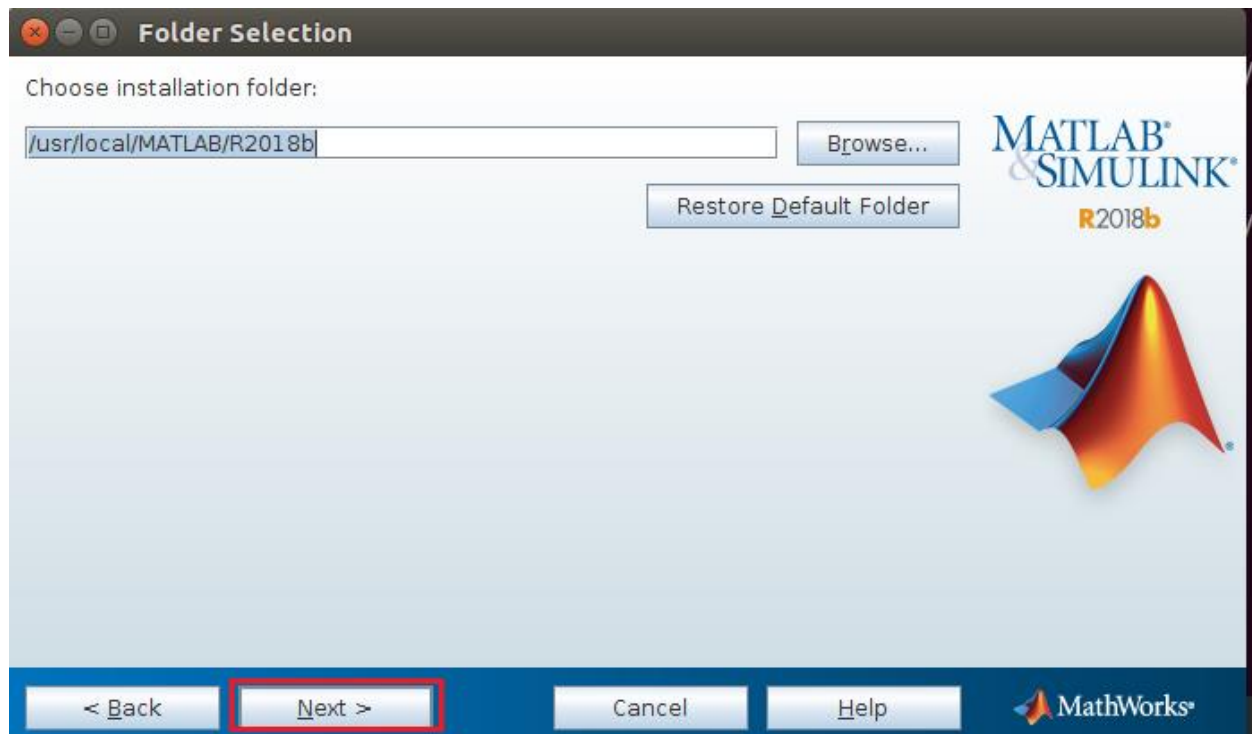 Folder Selection
Choose installation folder:
/usr/local/MATLAB/R2018b
Browse...
Restore Default Folder
MATLAB®
&SIMULINK®
R2018b
< Back
Next >
Cancel
Help
MathWorks®